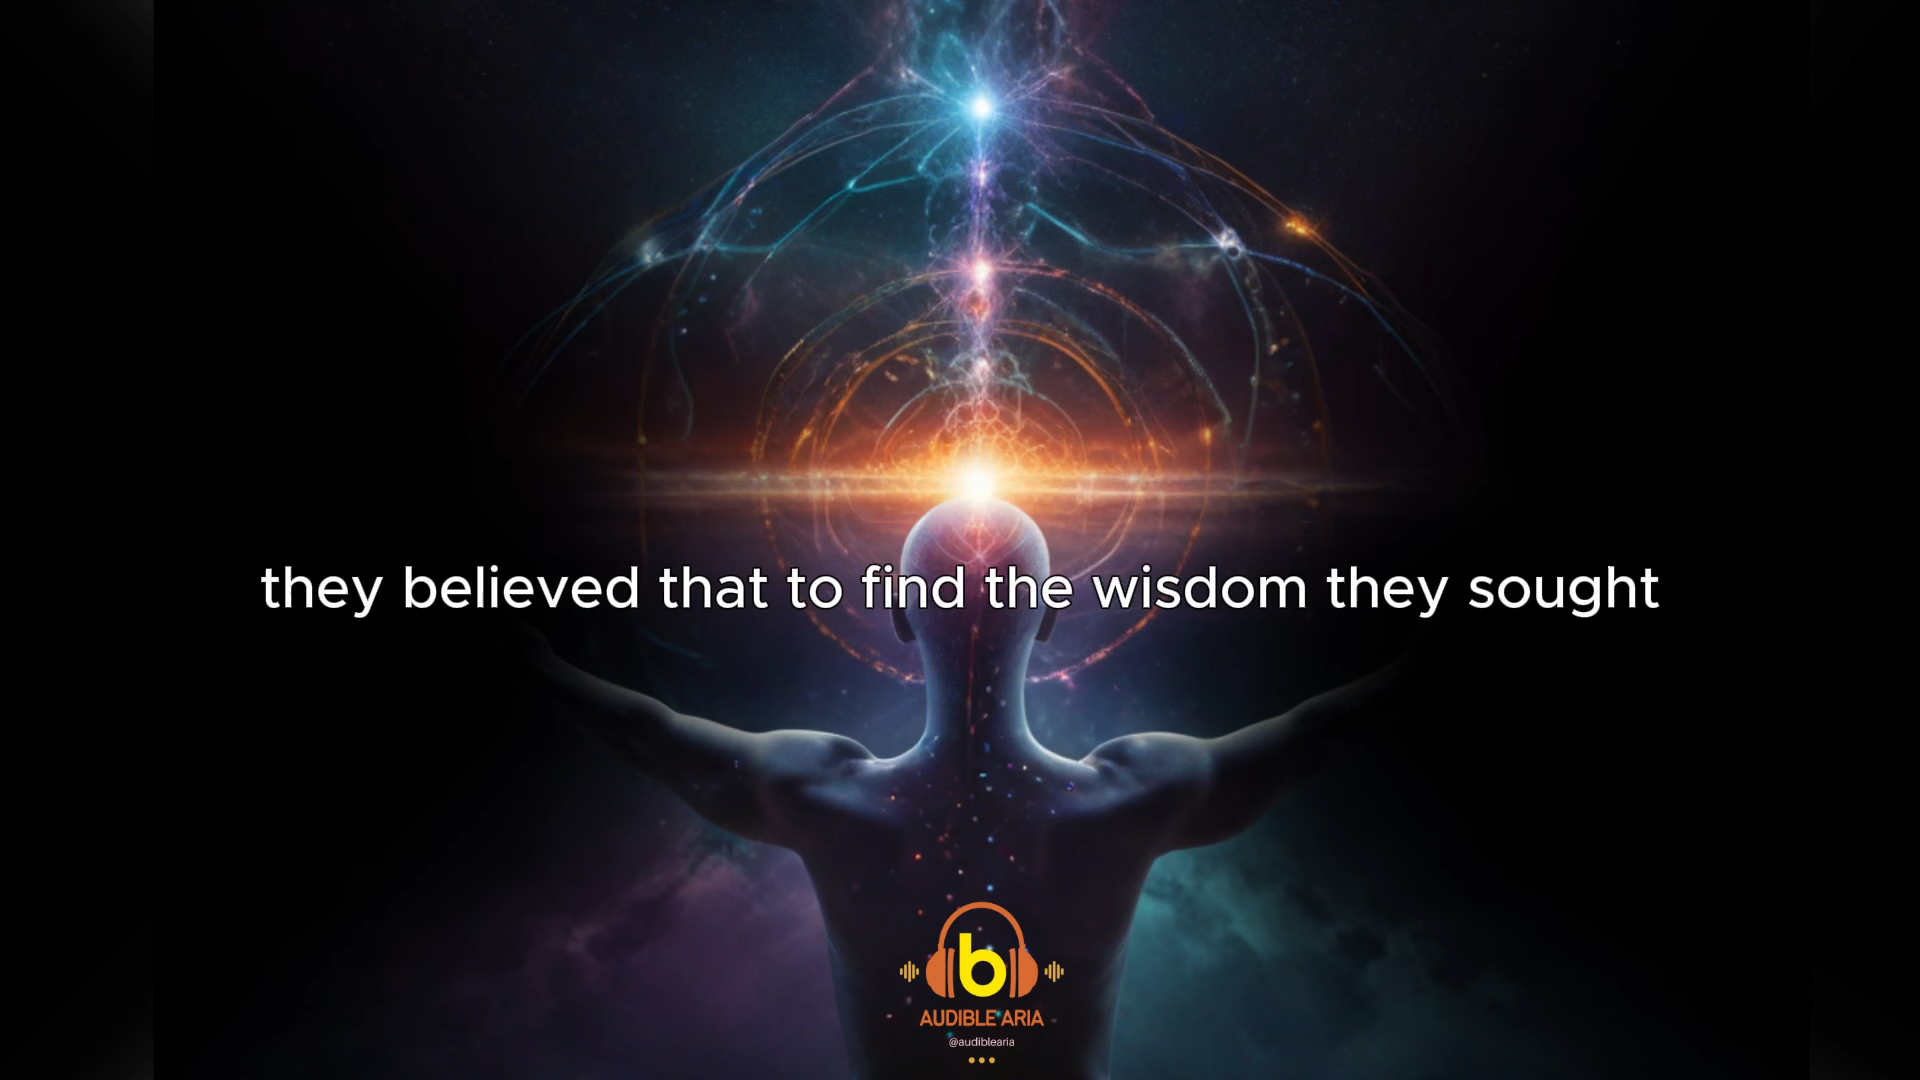 they believed that to find the wisdom they sought
b
AUDIBLE ARIA
@audiblearia